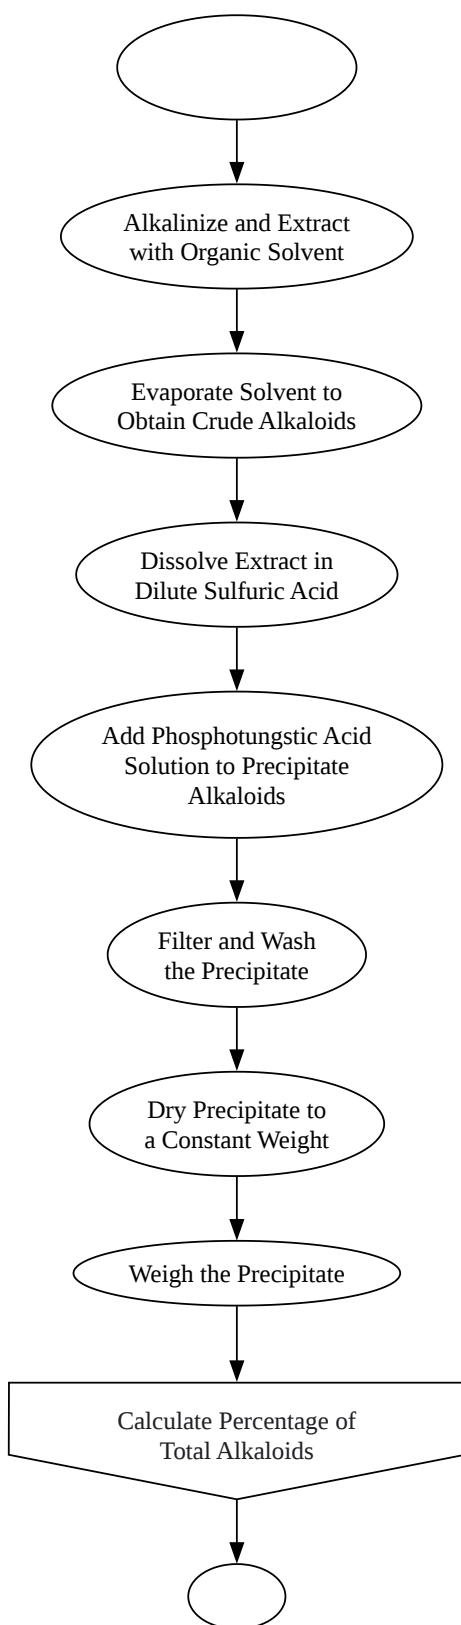 Alkalinize and Extract
with Organic Solvent
Evaporate Solvent to
Obtain Crude Alkaloids
Dissolve Extract in
Dilute Sulfuric Acid
Add Phosphotungstic Acid
Solution to Precipitate
Alkaloids
Filter and Wash
the Precipitate
Dry Precipitate to
a Constant Weight
Weigh the Precipitate
Calculate Percentage of
Total Alkaloids